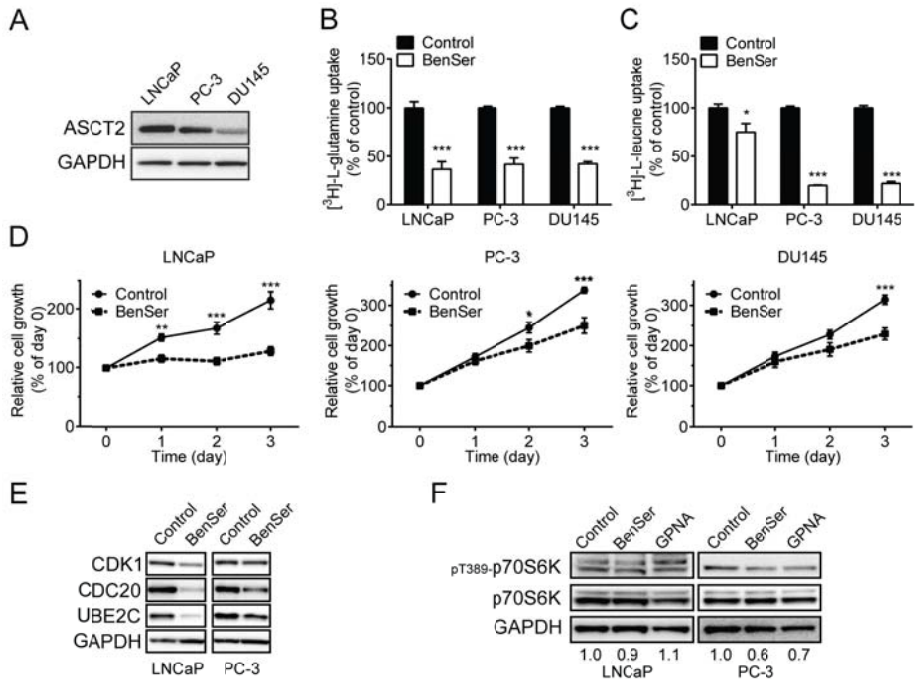 A
LNCaP PC-3 DU145
ASCT2
GAPDH
B
Control
BenSer
[³H]-L-glutamine uptake
(% of control)
150
100
50
0
***
***
***
LNCaP PC-3 DU145
C
Control
BenSer
[³H]-L-leucine uptake
(% of control)
150
100
50
0
*
***
***
LNCaP PC-3 DU145
D
LNCaP
Control
BenSer
Relative cell growth
(% of day 0)
200
100
0
**
***
***
0 1 2 3
Time (day)
PC-3
Control
BenSer
Relative cell growth
(% of day 0)
300
200
100
0
*
***
0 1 2 3
Time (day)
DU145
Control
BenSer
Relative cell growth
(% of day 0)
300
200
100
0
***
0 1 2 3
Time (day)
E
Control BenSer Control BenSer
CDK1
CDC20
UBE2C
GAPDH
LNCaP PC-3
F
Control BenSer GPNA Control BenSer GPNA
pT389-p70S6K
p70S6K
GAPDH
1.0 0.9 1.1 1.0 0.6 0.7
LNCaP PC-3